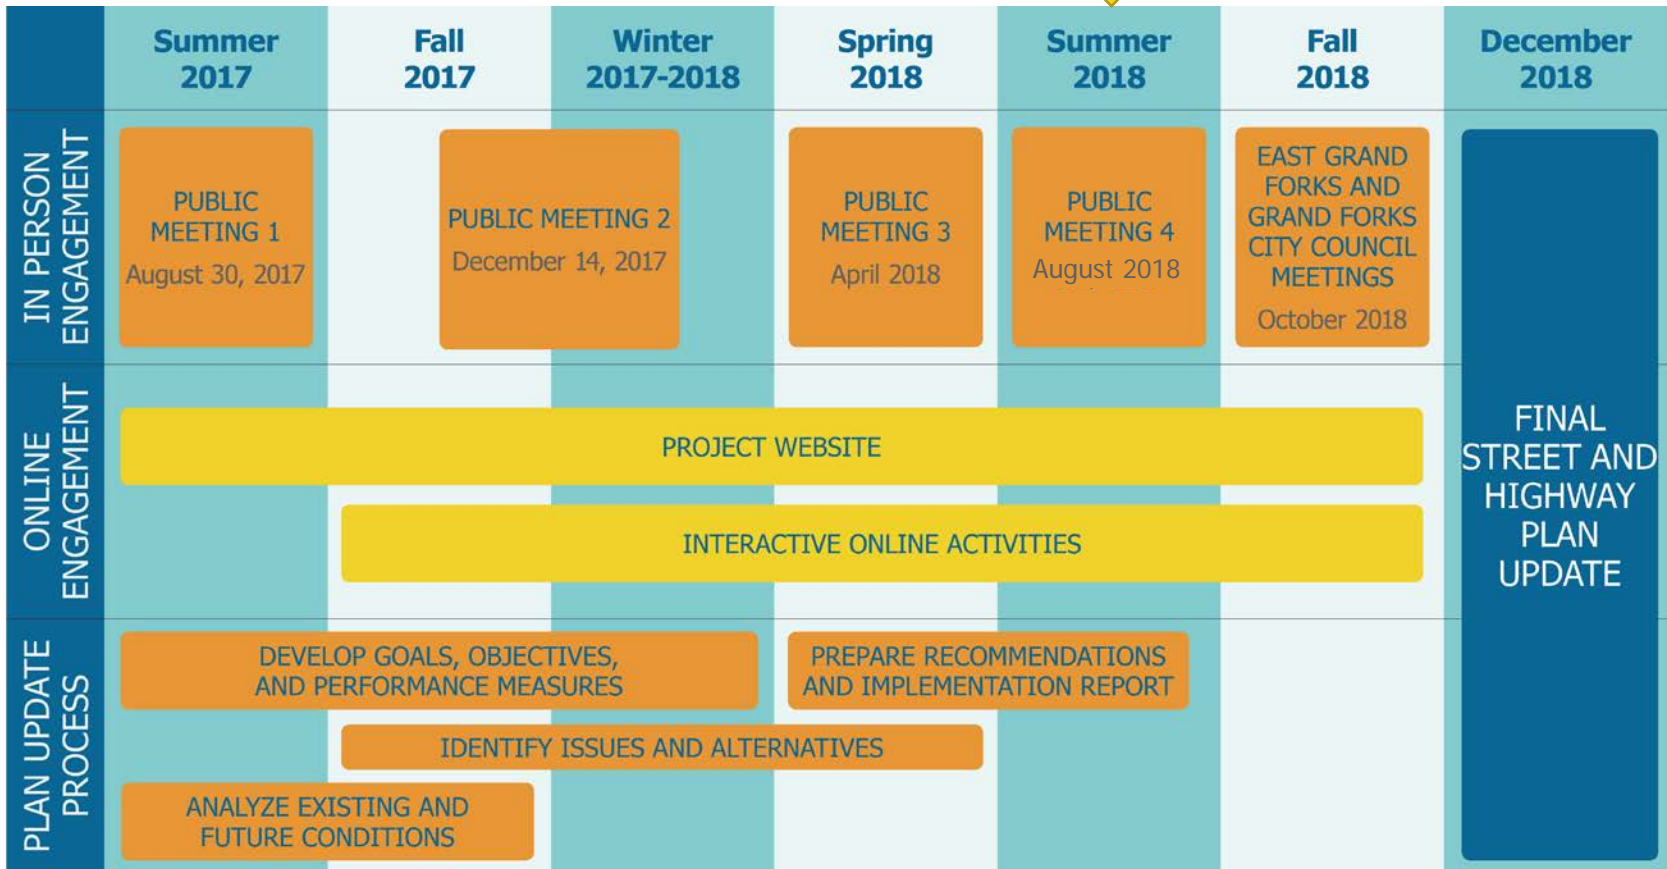 Summer
2017
Fall
2017
Winter
2017-2018
Spring
2018
Summer
2018
Fall
2018
December
2018
IN PERSON
ENGAGEMENT
PUBLIC
MEETING 1
August 30, 2017
PUBLIC MEETING 2
December 14, 2017
PUBLIC
MEETING 3
April 2018
PUBLIC
MEETING 4
August 2018
EAST GRAND
FORKS AND
GRAND FORKS
CITY COUNCIL
MEETINGS
October 2018
ONLINE
ENGAGEMENT
PROJECT WEBSITE
INTERACTIVE ONLINE ACTIVITIES
FINAL
STREET AND
HIGHWAY
PLAN
UPDATE
PLAN UPDATE
PROCESS
DEVELOP GOALS, OBJECTIVES,
AND PERFORMANCE MEASURES
PREPARE RECOMMENDATIONS
AND IMPLEMENTATION REPORT
IDENTIFY ISSUES AND ALTERNATIVES
ANALYZE EXISTING AND
FUTURE CONDITIONS